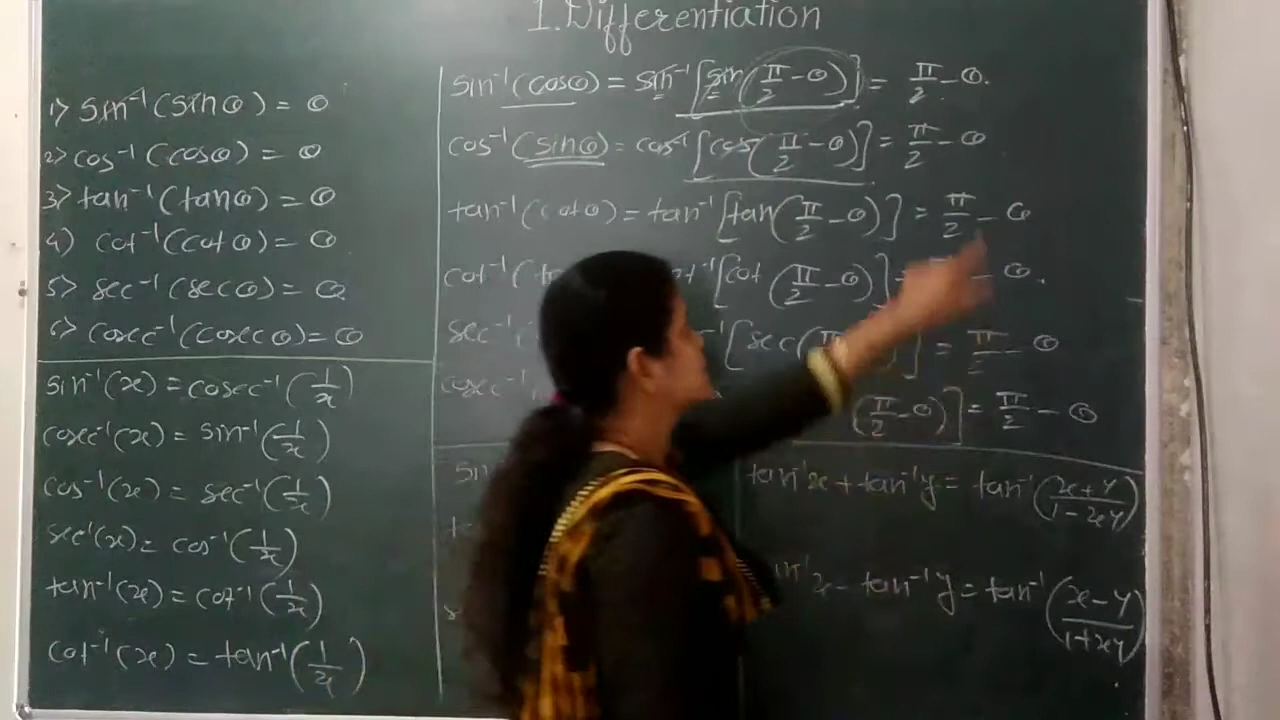 1. Differentiation
1) sin⁻¹(sinθ) = θ
2) cos⁻¹(cosθ) = θ
3) tan⁻¹(tanθ) = θ
4) cot⁻¹(cotθ) = θ
5) sec⁻¹(secθ) = θ
6) cosec⁻¹(cosecθ) = θ
sin⁻¹(x) = cosec⁻¹(1/x)
cosec⁻¹(x) = sin⁻¹(1/x)
cos⁻¹(x) = sec⁻¹(1/x)
sec⁻¹(x) = cos⁻¹(1/x)
tan⁻¹(x) = cot⁻¹(1/x)
cot⁻¹(x) = tan⁻¹(1/x)
sin⁻¹(cosθ) = sin⁻¹[sin(π/2 - θ)] = π/2 - θ.
cos⁻¹(sinθ) = cos⁻¹[cos(π/2 - θ)] = π/2 - θ
tan⁻¹(cotθ) = tan⁻¹[tan(π/2 - θ)] = π/2 - θ
cot⁻¹( [cot(π/2 - θ)] = - θ.
sec⁻¹ [sec( ] = π/2 - θ
cosec⁻¹ (π/2 - θ)] = π/2 - θ
tan⁻¹x + tan⁻¹y = tan⁻¹(x+y/1-xy)
x - tan⁻¹y = tan⁻¹(x-y/1+xy)